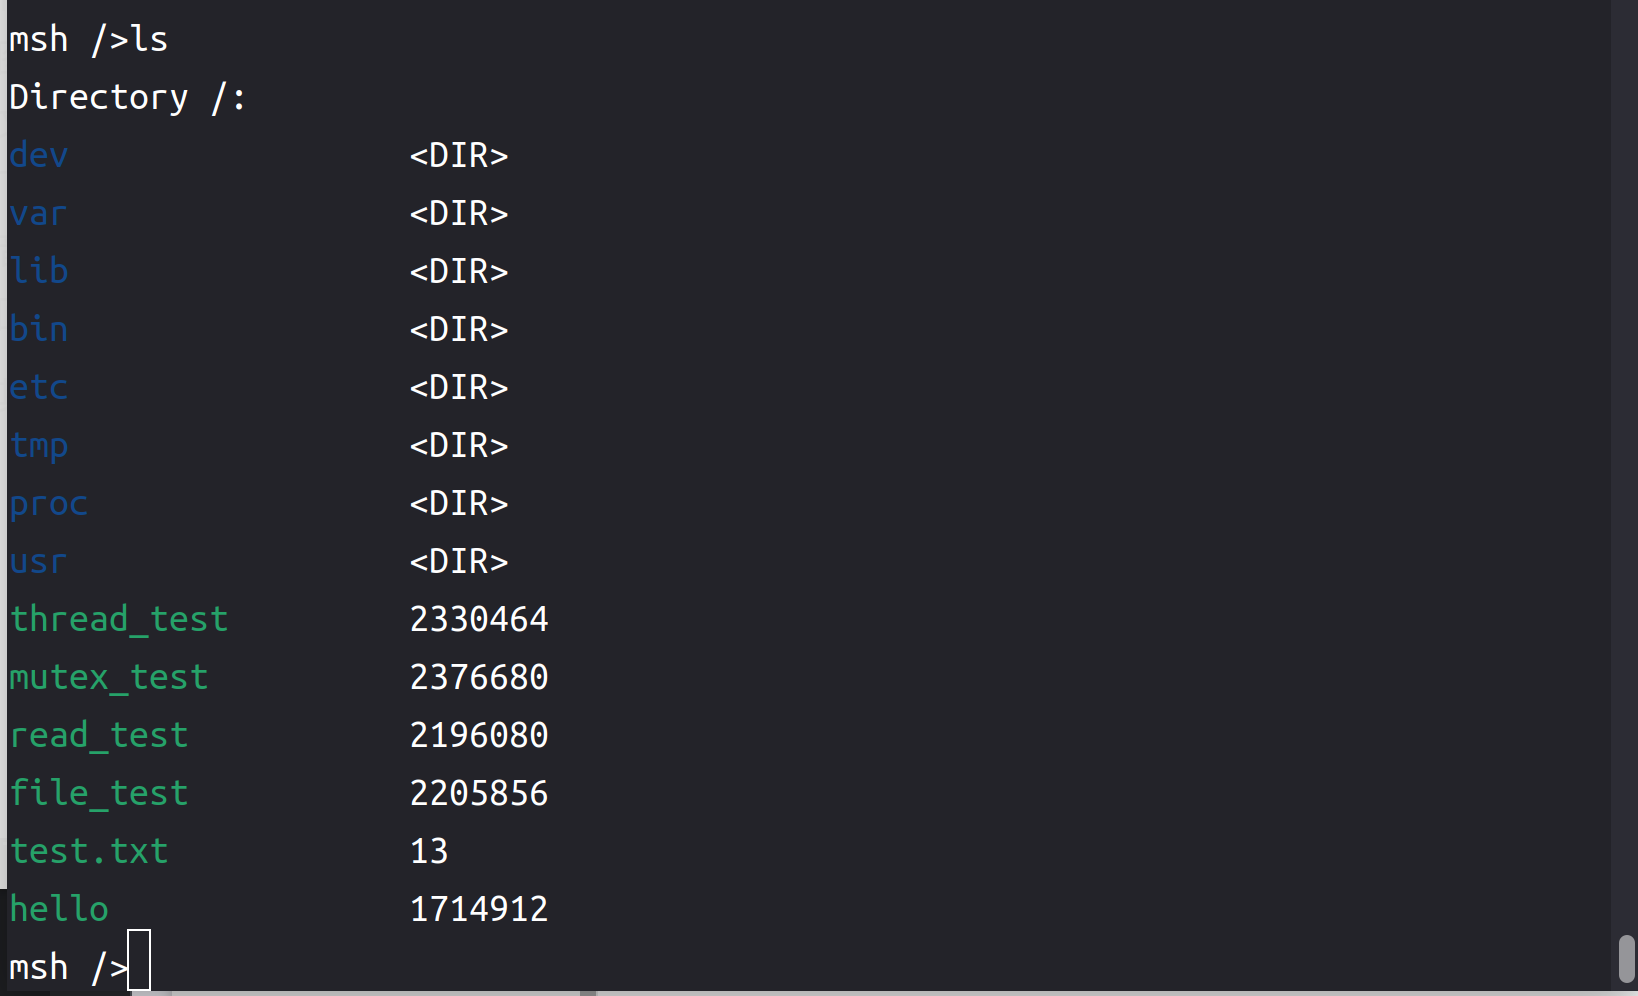 msh />ls
Directory /:
dev                 <DIR>
var                 <DIR>
lib                 <DIR>
bin                 <DIR>
etc                 <DIR>
tmp                 <DIR>
proc                <DIR>
usr                 <DIR>
thread_test         2330464
mutex_test          2376680
read_test           2196080
file_test           2205856
test.txt            13
hello               1714912
msh />